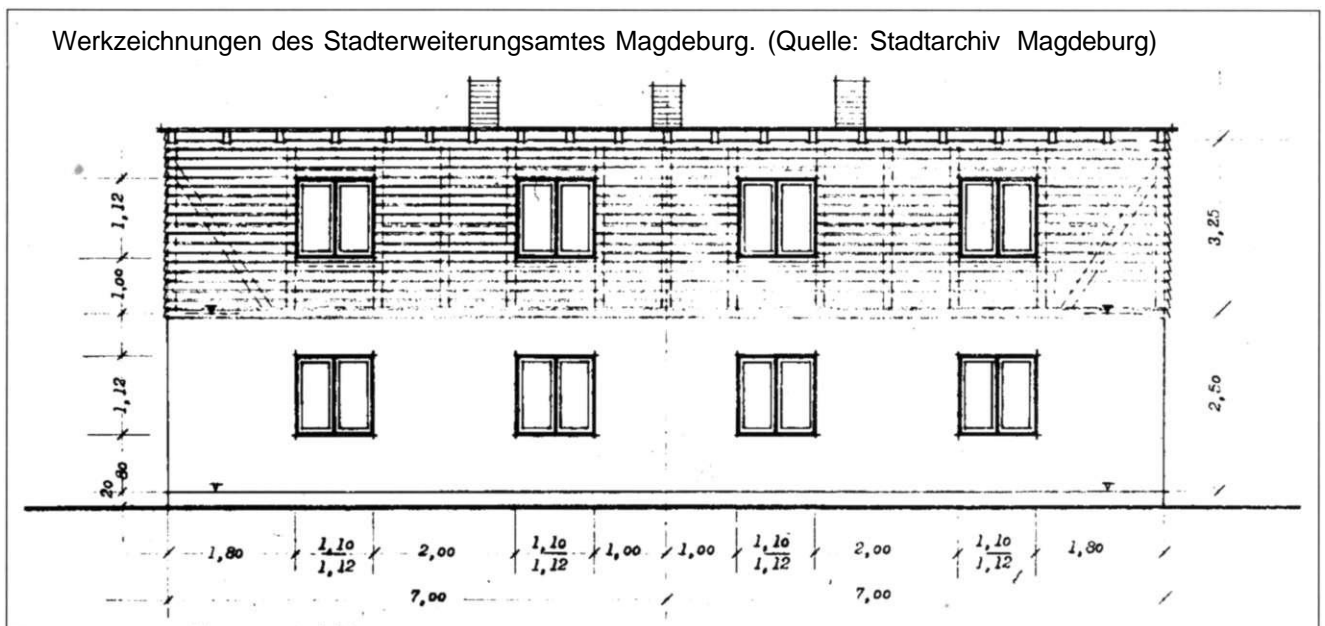 Werkzeichnungen des Stadterweiterungsamtes Magdeburg. (Quelle: Stadtarchiv Magdeburg)
1,12
1,00
1,12
80
20
3,25
2,50
1,80 1,10 2,00 1,10 1,00 1,00 1,10 2,00 1,10 1,80
1,12 1,12 1,12 1,12
7,00 7,00